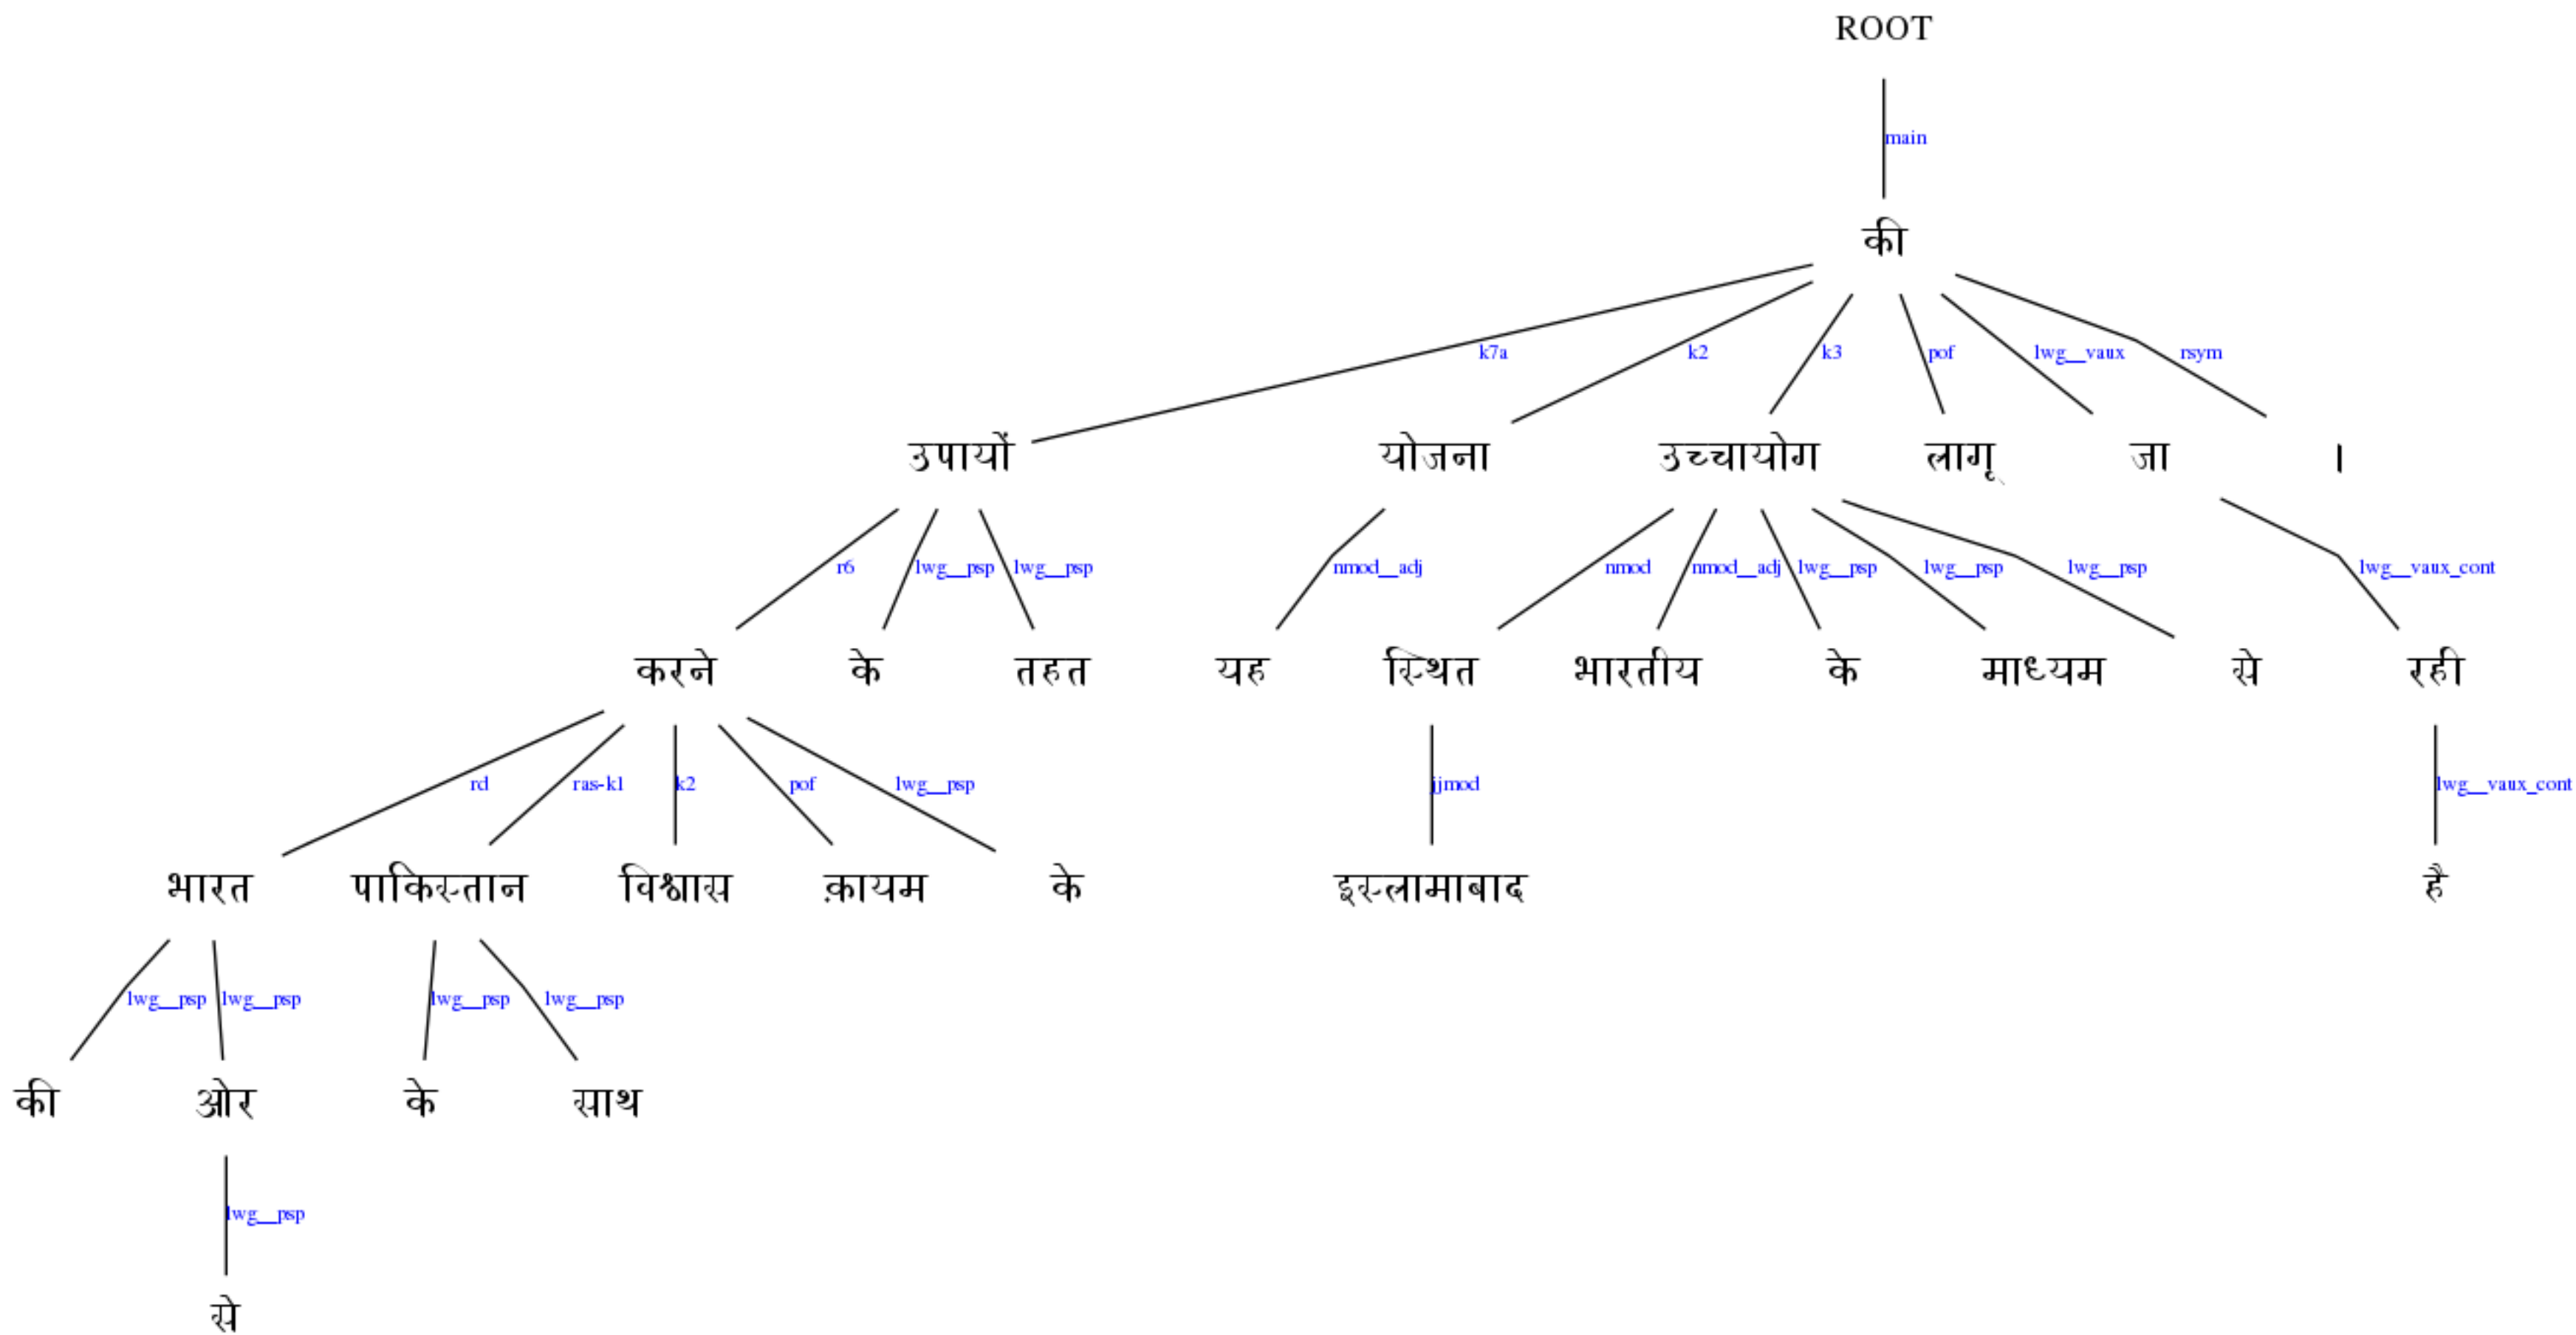 ROOT
main
की
k7a k2 k3 pof lwg__vaux rsym
उपायों योजना उच्चायोग लागू जा ।
r6 lwg__psp lwg__psp nmod__adj nmod nmod__adj lwg__psp lwg__psp lwg__psp lwg__vaux_cont
करने के तहत यह स्थित भारतीय के माध्यम से रही
rd ras-k1 k2 pof lwg__psp jjmod lwg__vaux_cont
भारत पाकिस्तान विश्वास क़ायम के इस्लामाबाद है
lwg__psp lwg__psp lwg__psp lwg__psp
की ओर के साथ
lwg__psp
से